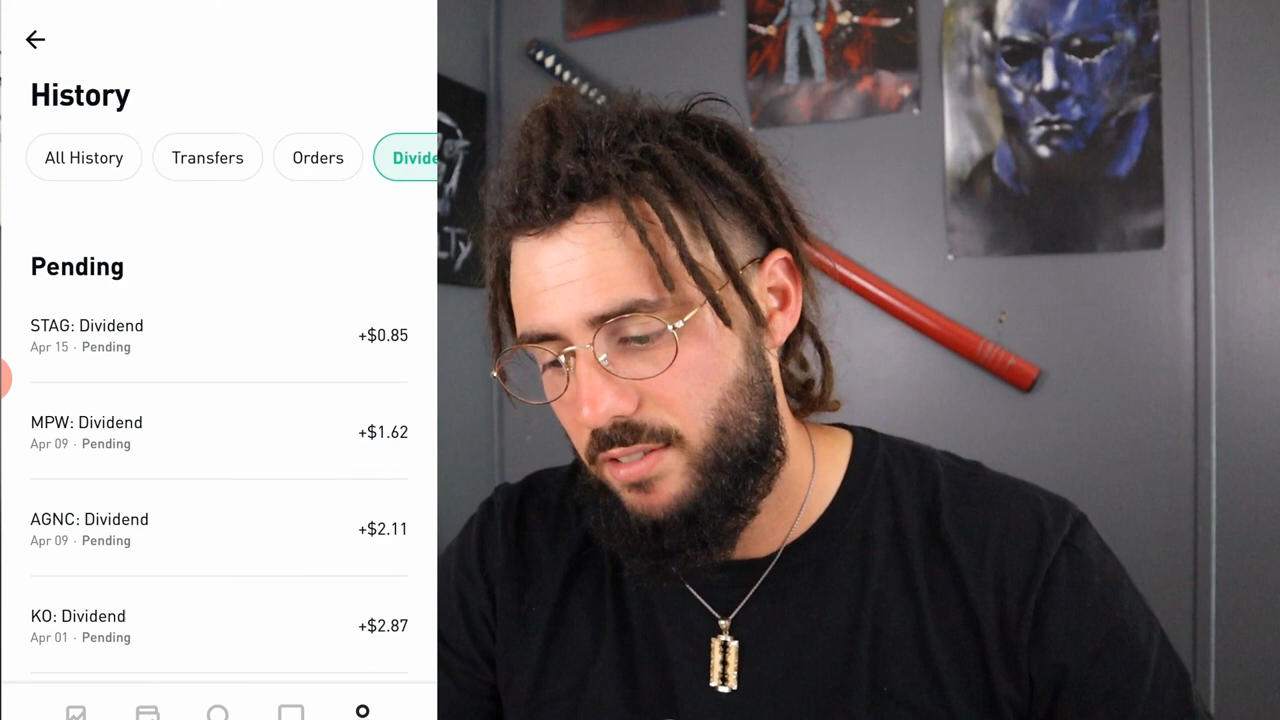 History
All History
Transfers
Orders
Divide
Pending
STAG: Dividend
+$0.85
Apr 15 · Pending
MPW: Dividend
+$1.62
Apr 09 · Pending
AGNC: Dividend
+$2.11
Apr 09 · Pending
KO: Dividend
+$2.87
Apr 01 · Pending